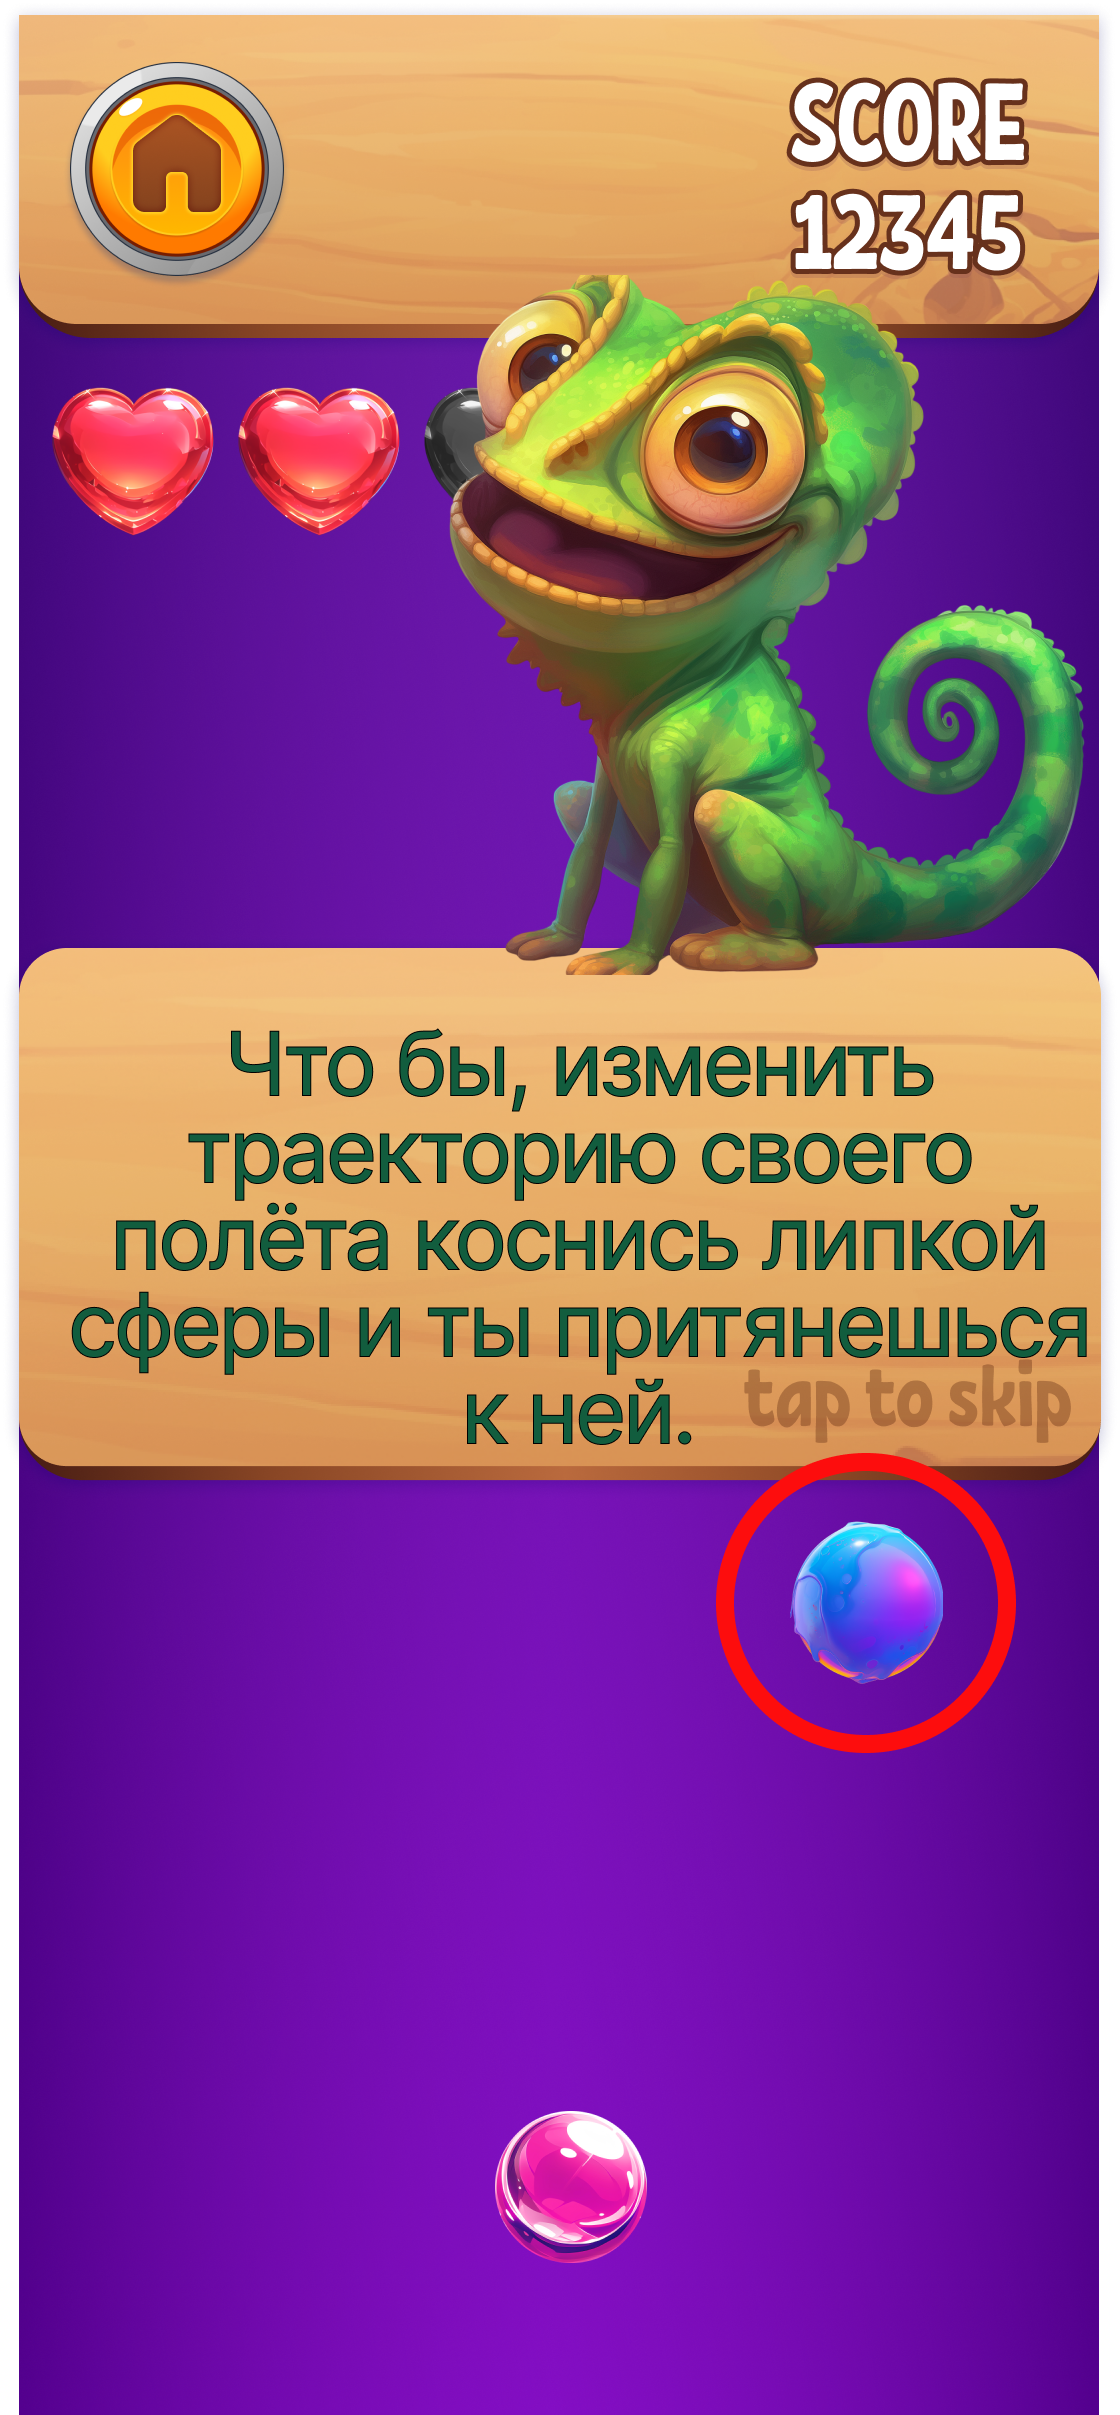 SCORE
12345
Что бы, изменить
траекторию своего
полёта коснись липкой
сферы и ты притянешься
к ней.
tap to skip